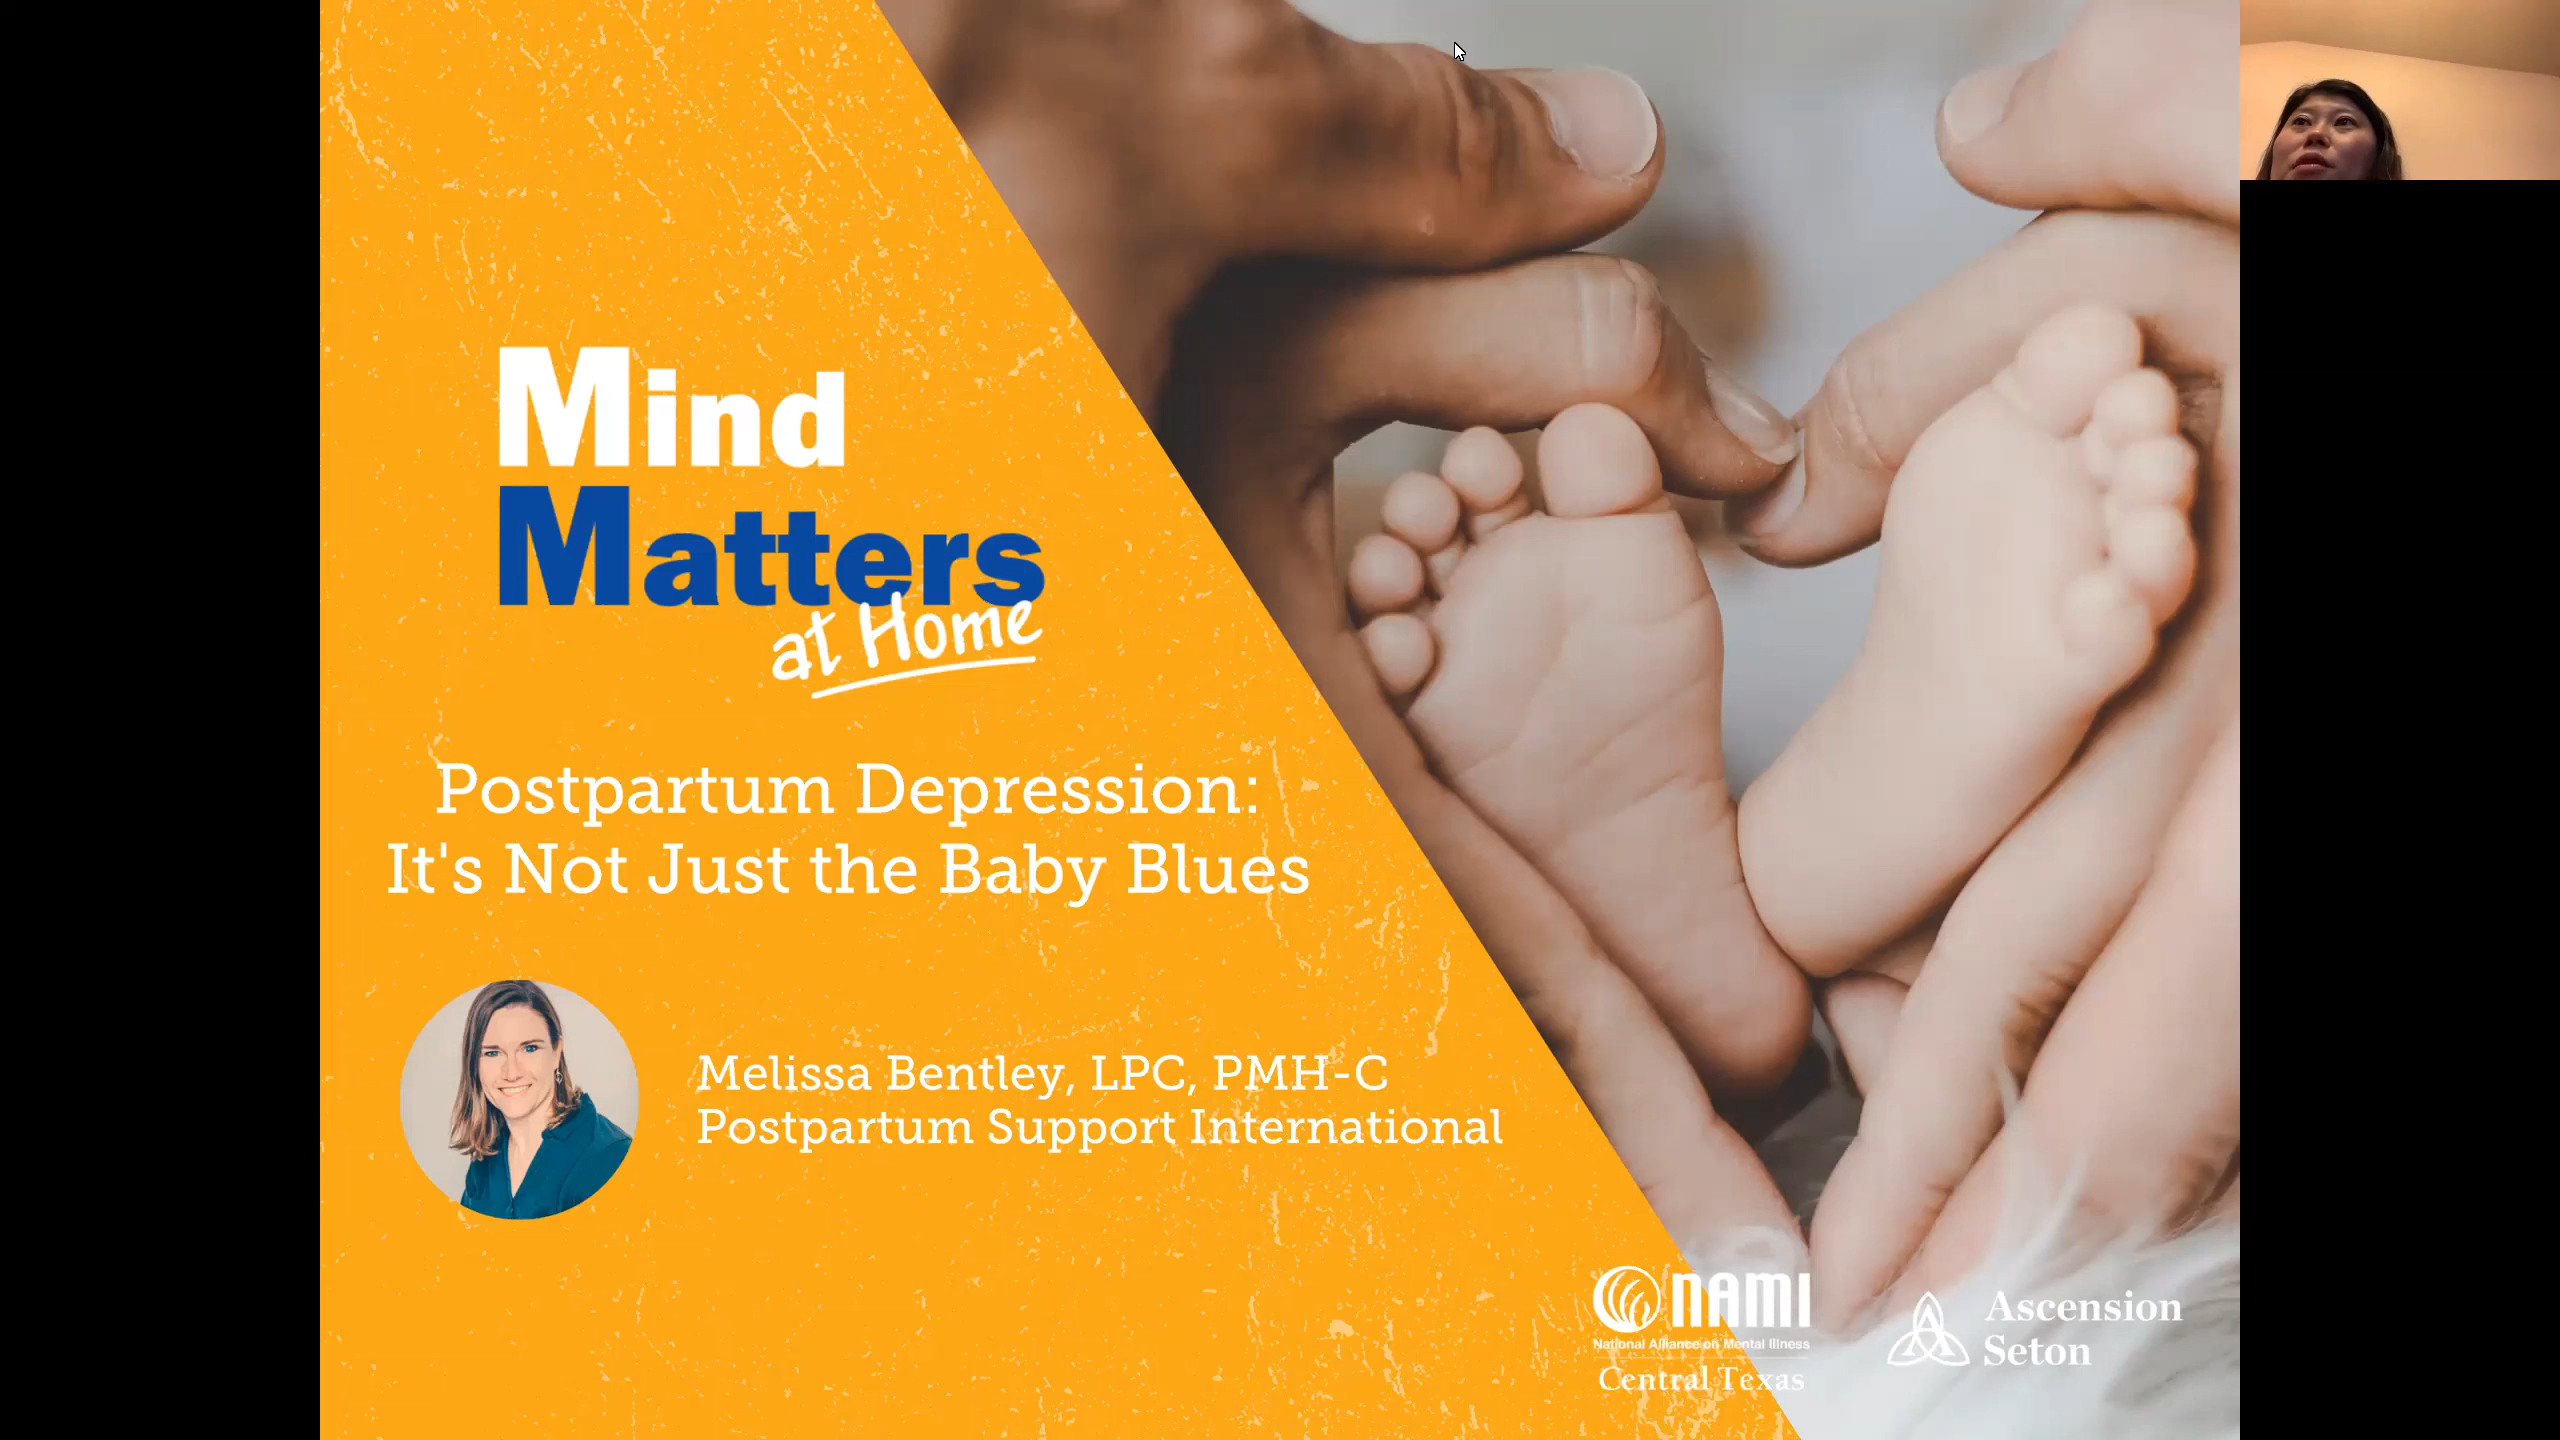 Mind
Matters
at Home
Postpartum Depression:
It's Not Just the Baby Blues
Melissa Bentley, LPC, PMH-C
Postpartum Support International
NAMI
National Alliance on Mental Illness
Central Texas
Ascension
Seton